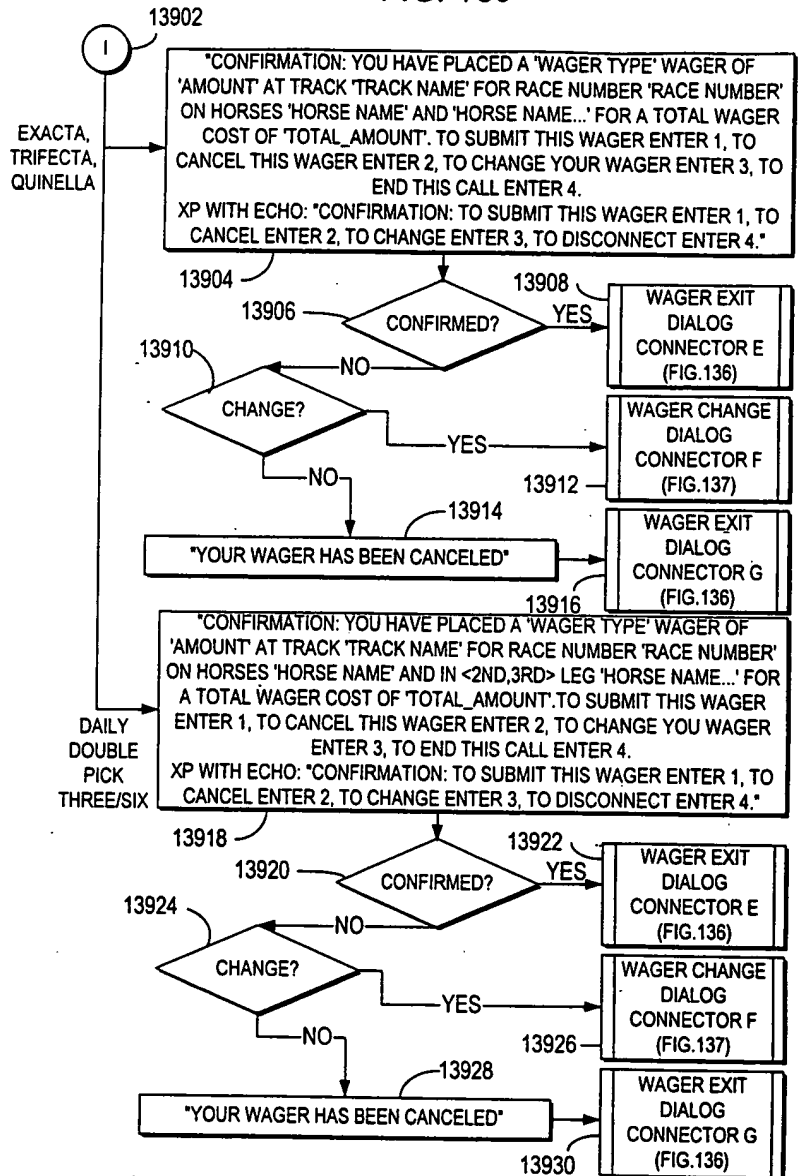 13902
I
EXACTA,
TRIFECTA,
QUINELLA
"CONFIRMATION: YOU HAVE PLACED A 'WAGER TYPE' WAGER OF
'AMOUNT' AT TRACK 'TRACK NAME' FOR RACE NUMBER 'RACE NUMBER'
ON HORSES 'HORSE NAME' AND 'HORSE NAME...' FOR A TOTAL WAGER
COST OF 'TOTAL_AMOUNT'. TO SUBMIT THIS WAGER ENTER 1, TO
CANCEL THIS WAGER ENTER 2, TO CHANGE YOUR WAGER ENTER 3, TO
END THIS CALL ENTER 4.
XP WITH ECHO: "CONFIRMATION: TO SUBMIT THIS WAGER ENTER 1, TO
CANCEL ENTER 2, TO CHANGE ENTER 3, TO DISCONNECT ENTER 4."
13904
13906
CONFIRMED?
YES
13908
WAGER EXIT
DIALOG
CONNECTOR E
(FIG.136)
NO
13910
CHANGE?
YES
WAGER CHANGE
DIALOG
CONNECTOR F
(FIG.137)
13912
NO
13914
"YOUR WAGER HAS BEEN CANCELED"
WAGER EXIT
DIALOG
CONNECTOR G
(FIG.136)
13916
DAILY
DOUBLE
PICK
THREE/SIX
"CONFIRMATION: YOU HAVE PLACED A 'WAGER TYPE' WAGER OF
'AMOUNT' AT TRACK 'TRACK NAME' FOR RACE NUMBER 'RACE NUMBER'
ON HORSES 'HORSE NAME' AND IN <2ND,3RD> LEG 'HORSE NAME...' FOR
A TOTAL WAGER COST OF 'TOTAL_AMOUNT'.TO SUBMIT THIS WAGER
ENTER 1, TO CANCEL THIS WAGER ENTER 2, TO CHANGE YOU WAGER
ENTER 3, TO END THIS CALL ENTER 4.
XP WITH ECHO: "CONFIRMATION: TO SUBMIT THIS WAGER ENTER 1, TO
CANCEL ENTER 2, TO CHANGE ENTER 3, TO DISCONNECT ENTER 4."
13918
13920
CONFIRMED?
YES
13922
WAGER EXIT
DIALOG
CONNECTOR E
(FIG.136)
NO
13924
CHANGE?
YES
WAGER CHANGE
DIALOG
CONNECTOR F
(FIG.137)
13926
NO
13928
"YOUR WAGER HAS BEEN CANCELED"
WAGER EXIT
DIALOG
CONNECTOR G
(FIG.136)
13930